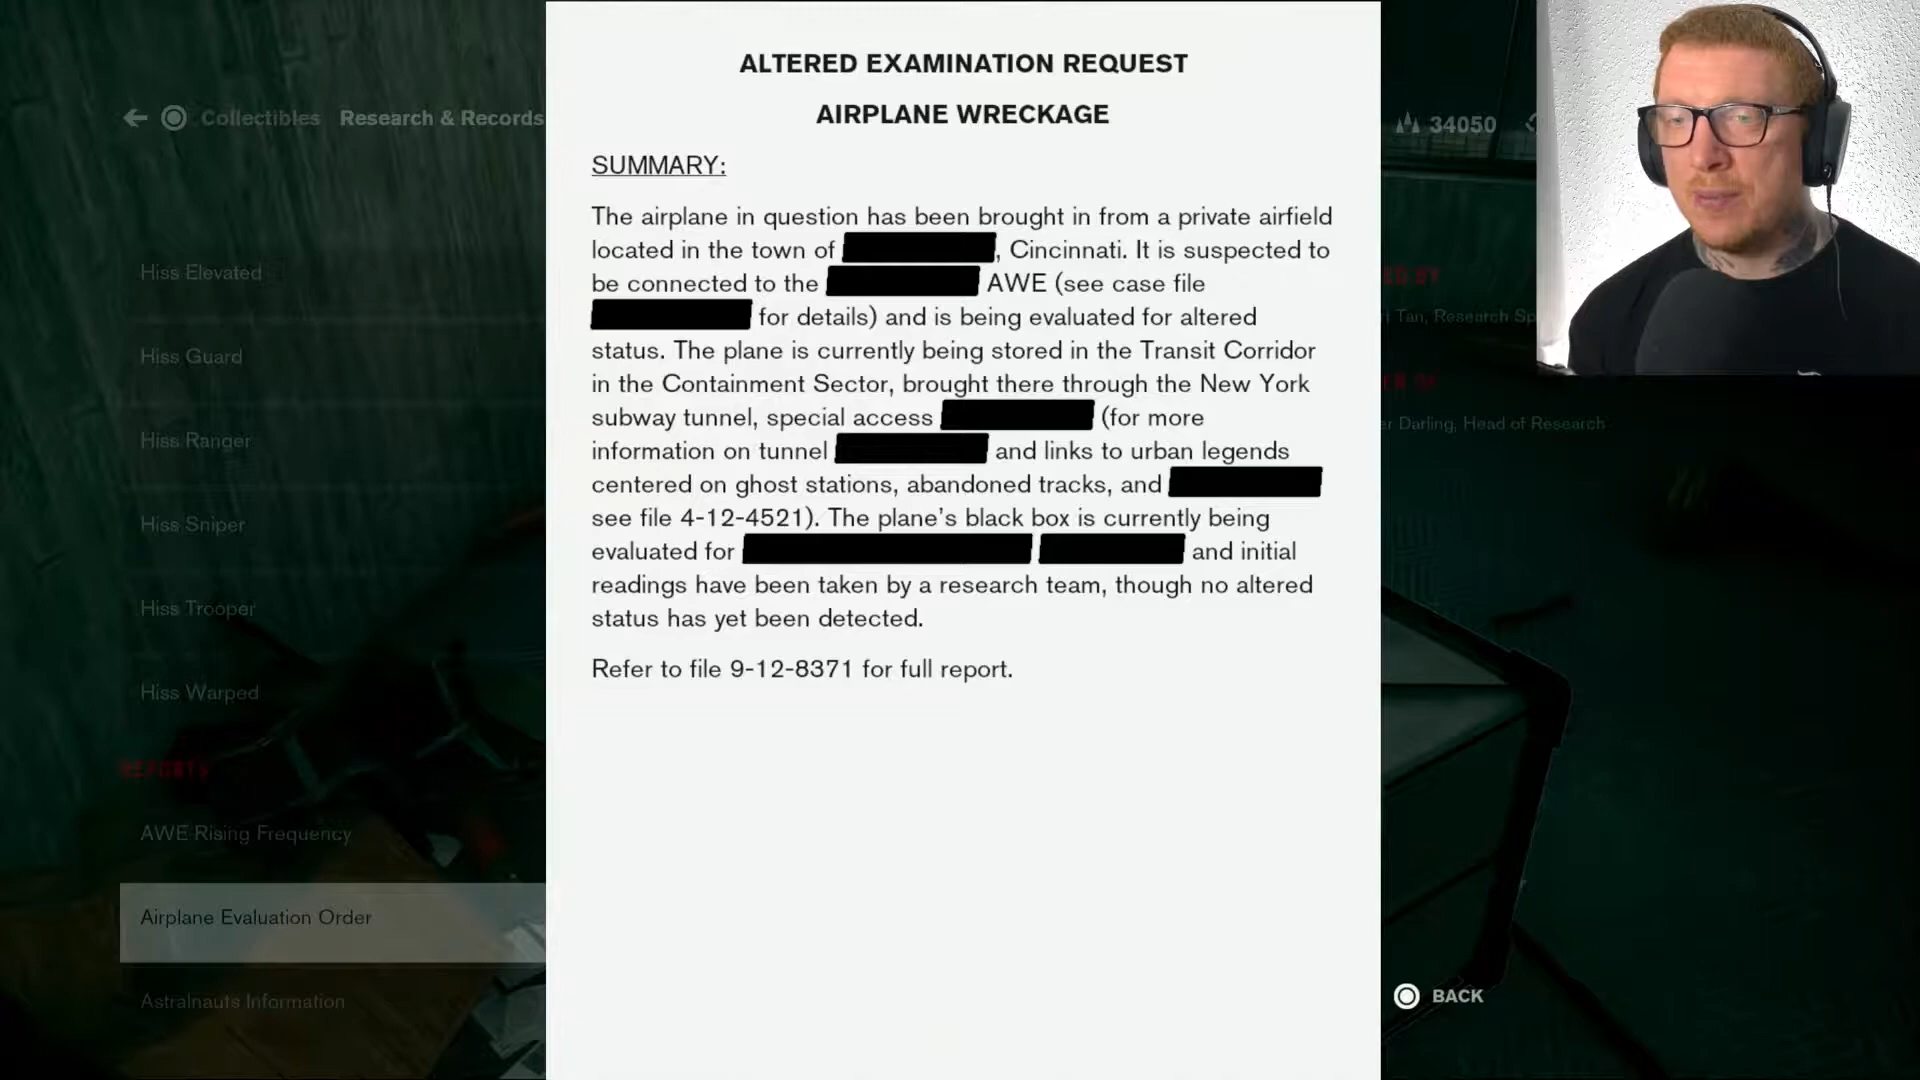 ALTERED EXAMINATION REQUEST
AIRPLANE WRECKAGE
Collectibles Research & Records
34050
SUMMARY:
The airplane in question has been brought in from a private airfield
located in the town of , Cincinnati. It is suspected to
be connected to the AWE (see case file
for details) and is being evaluated for altered
status. The plane is currently being stored in the Transit Corridor
in the Containment Sector, brought there through the New York
subway tunnel, special access (for more
information on tunnel and links to urban legends
centered on ghost stations, abandoned tracks, and
see file 4-12-4521). The plane's black box is currently being
evaluated for and initial
readings have been taken by a research team, though no altered
status has yet been detected.
Refer to file 9-12-8371 for full report.
Hiss Elevated
Hiss Guard
Hiss Ranger
Hiss Sniper
Hiss Trooper
Hiss Warped
REPORTS
AWE Rising Frequency
Airplane Evaluation Order
Astralnauts Information
BY
Tan, Research Sp
Darling, Head of Research
BACK